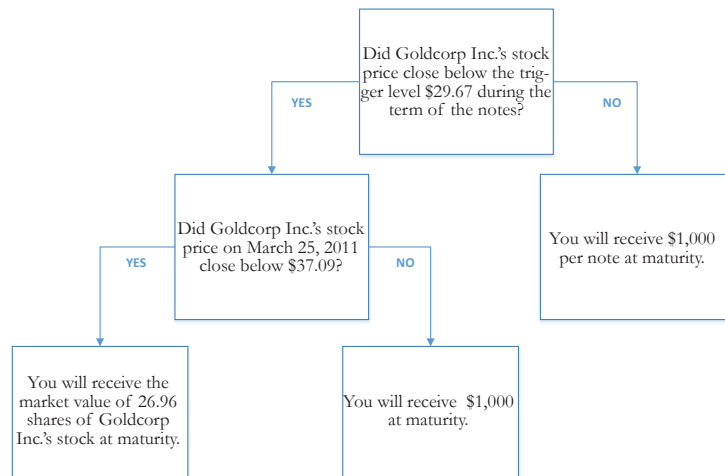 Did Goldcorp Inc.'s stock
price close below the trig-
ger level $29.67 during the
term of the notes?
YES
NO
Did Goldcorp Inc.'s stock
price on March 25, 2011
close below $37.09?
You will receive $1,000
per note at maturity.
YES
NO
You will receive the
market value of 26.96
shares of Goldcorp
Inc.'s stock at maturity.
You will receive $1,000
at maturity.